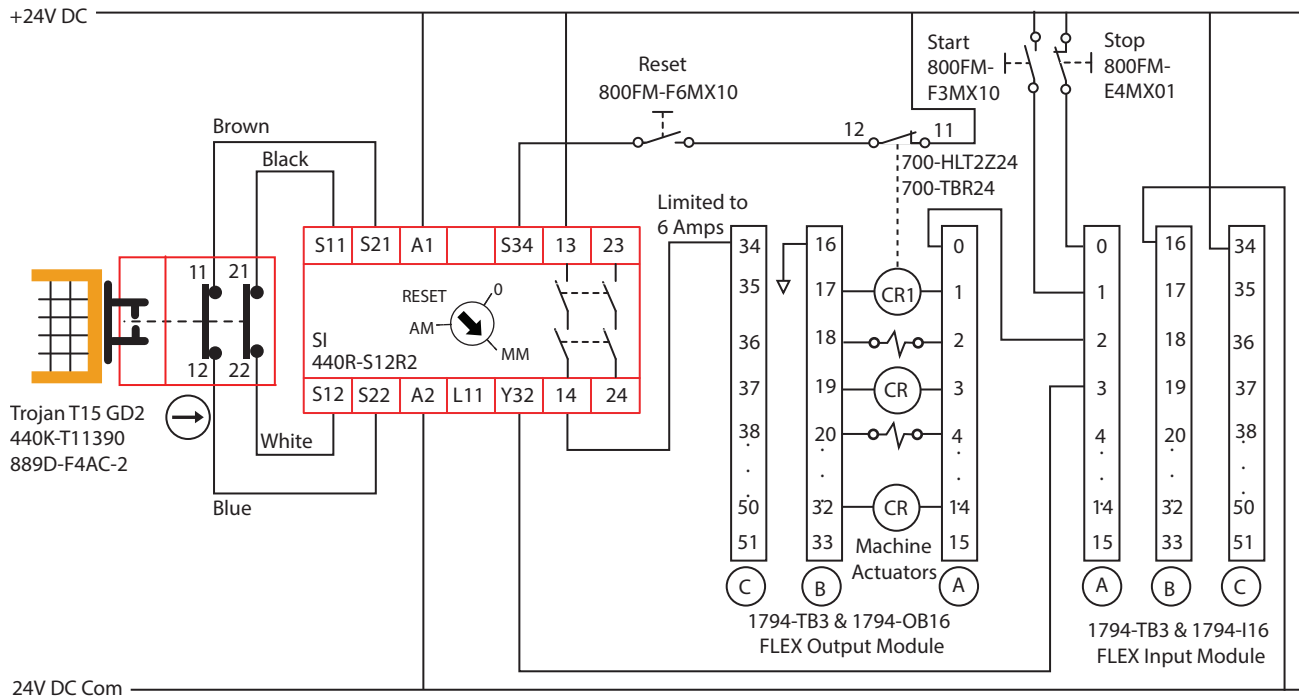 +24V DC
Start
800FM-
F3MX10
Stop
800FM-
E4MX01
Reset
800FM-F6MX10
Brown
Black
12
11
700-HLT2Z24
700-TBR24
Limited to
6 Amps
S11 S21 A1 S34 13 23
11 21
12 22
RESET
0
AM
MM
SI
440R-S12R2
S12 S22 A2 L11 Y32 14 24
Trojan T15 GD2
440K-T11390
889D-F4AC-2
White
Blue
34 16 0 0 16 34
35 17 CR1 1 1 17 35
36 18 2 2 18 36
37 19 CR 3 3 19 37
38 20 4 4 20 38
50 32 CR 14 14 32 50
51 33 15 15 33 51
Machine
Actuators
C B A A B C
1794-TB3 & 1794-OB16
FLEX Output Module
1794-TB3 & 1794-I16
FLEX Input Module
24V DC Com